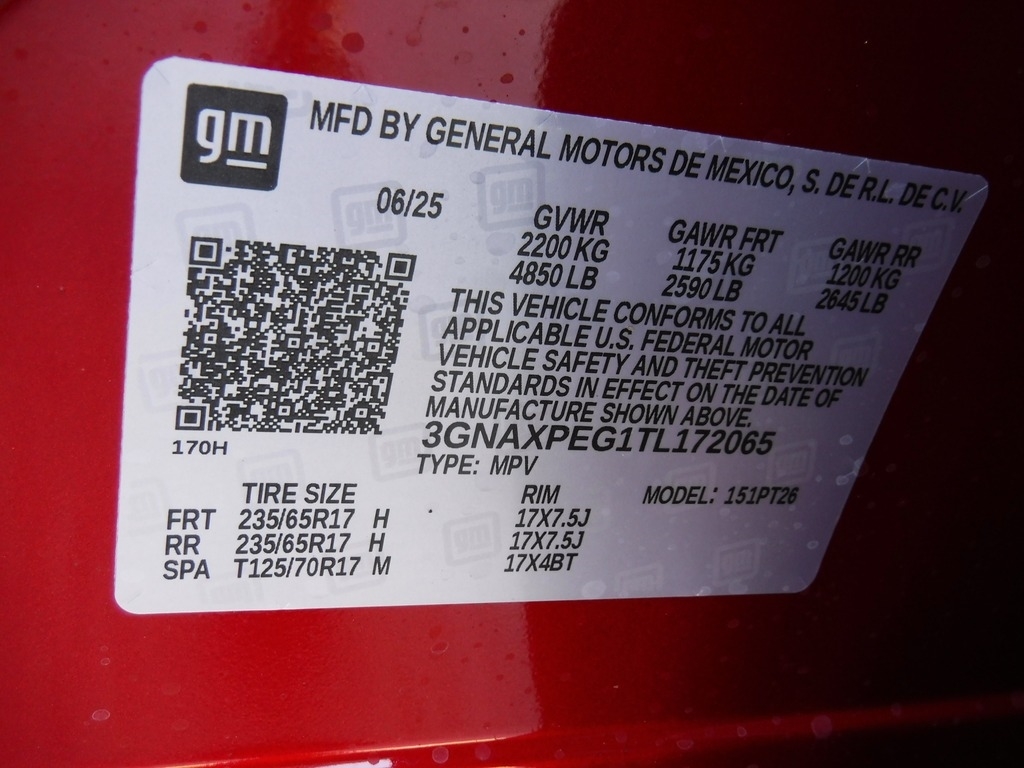 gm
MFD BY GENERAL MOTORS DE MEXICO, S. DE R.L. DE C.V.
06/25
GVWR GAWR FRT GAWR RR
2200 KG 1175 KG 1200 KG
4850 LB 2590 LB 2645 LB
THIS VEHICLE CONFORMS TO ALL
APPLICABLE U.S. FEDERAL MOTOR
VEHICLE SAFETY AND THEFT PREVENTION
STANDARDS IN EFFECT ON THE DATE OF
MANUFACTURE SHOWN ABOVE.
3GNAXPEG1TL172065
170H
TYPE: MPV
TIRE SIZE RIM MODEL: 151PT26
FRT 235/65R17 H 17X7.5J
RR 235/65R17 H 17X7.5J
SPA T125/70R17 M 17X4BT